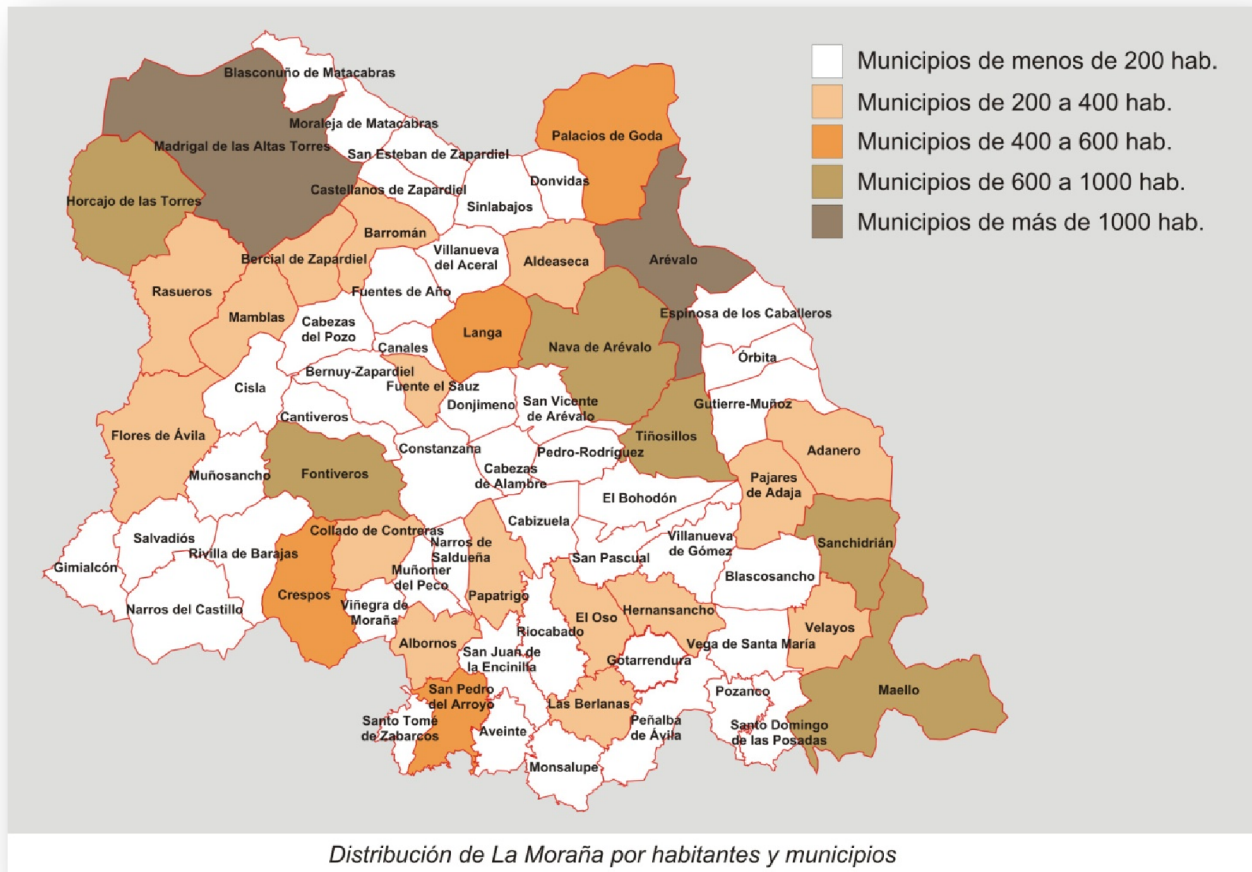 Blasconuño de Matacabras
Moraleja de Matacabras
Palacios de Goda
Madrigal de las Altas Torres
San Esteban de Zapardiel
Donvidas
Castellanos de Zapardiel
Horcajo de las Torres
Sinlabajos
Barromán
Villanueva
del Aceral
Bercial de Zapardiel
Aldeaseca
Arévalo
Rasueros
Fuentes de Año
Mamblas
Espinosa de los Caballeros
Cabezas
del Pozo
Langa
Canales
Nava de Arévalo
Órbita
Bernuy-Zapardiel
Cisla
Fuente el Sauz
Donjimeno
San Vicente
de Arévalo
Gutierre-Muñoz
Cantiveros
Flores de Ávila
Tiñosillos
Constanzana
Pedro-Rodríguez
Adanero
Muñosancho
Fontiveros
Cabezas
de Alambre
Pajares
de Adaja
El Bohodón
Cabizuela
Collado de Contreras
Salvadiós
Rivilla de Barajas
Narros de
Saldueña
Villanueva
de Gómez
Sanchidrián
San Pascual
Gimialcón
Muñomer
del Peco
Blascosancho
Crespos
Papatrigo
Narros del Castillo
Viñegra de
Moraña
El Oso
Hernansancho
Riocabado
Velayos
Albornos
Vega de Santa María
San Juan de
la Encinilla
Gotarrendura
San Pedro
del Arroyo
Pozanco
Maello
Las Berlanas
Santo Tomé
de Zabarcos
Aveinte
Peñalba
de Ávila
Santo Domingo
de las Posadas
Monsalupe
Municipios de menos de 200 hab.
Municipios de 200 a 400 hab.
Municipios de 400 a 600 hab.
Municipios de 600 a 1000 hab.
Municipios de más de 1000 hab.
Distribución de La Moraña por habitantes y municipios